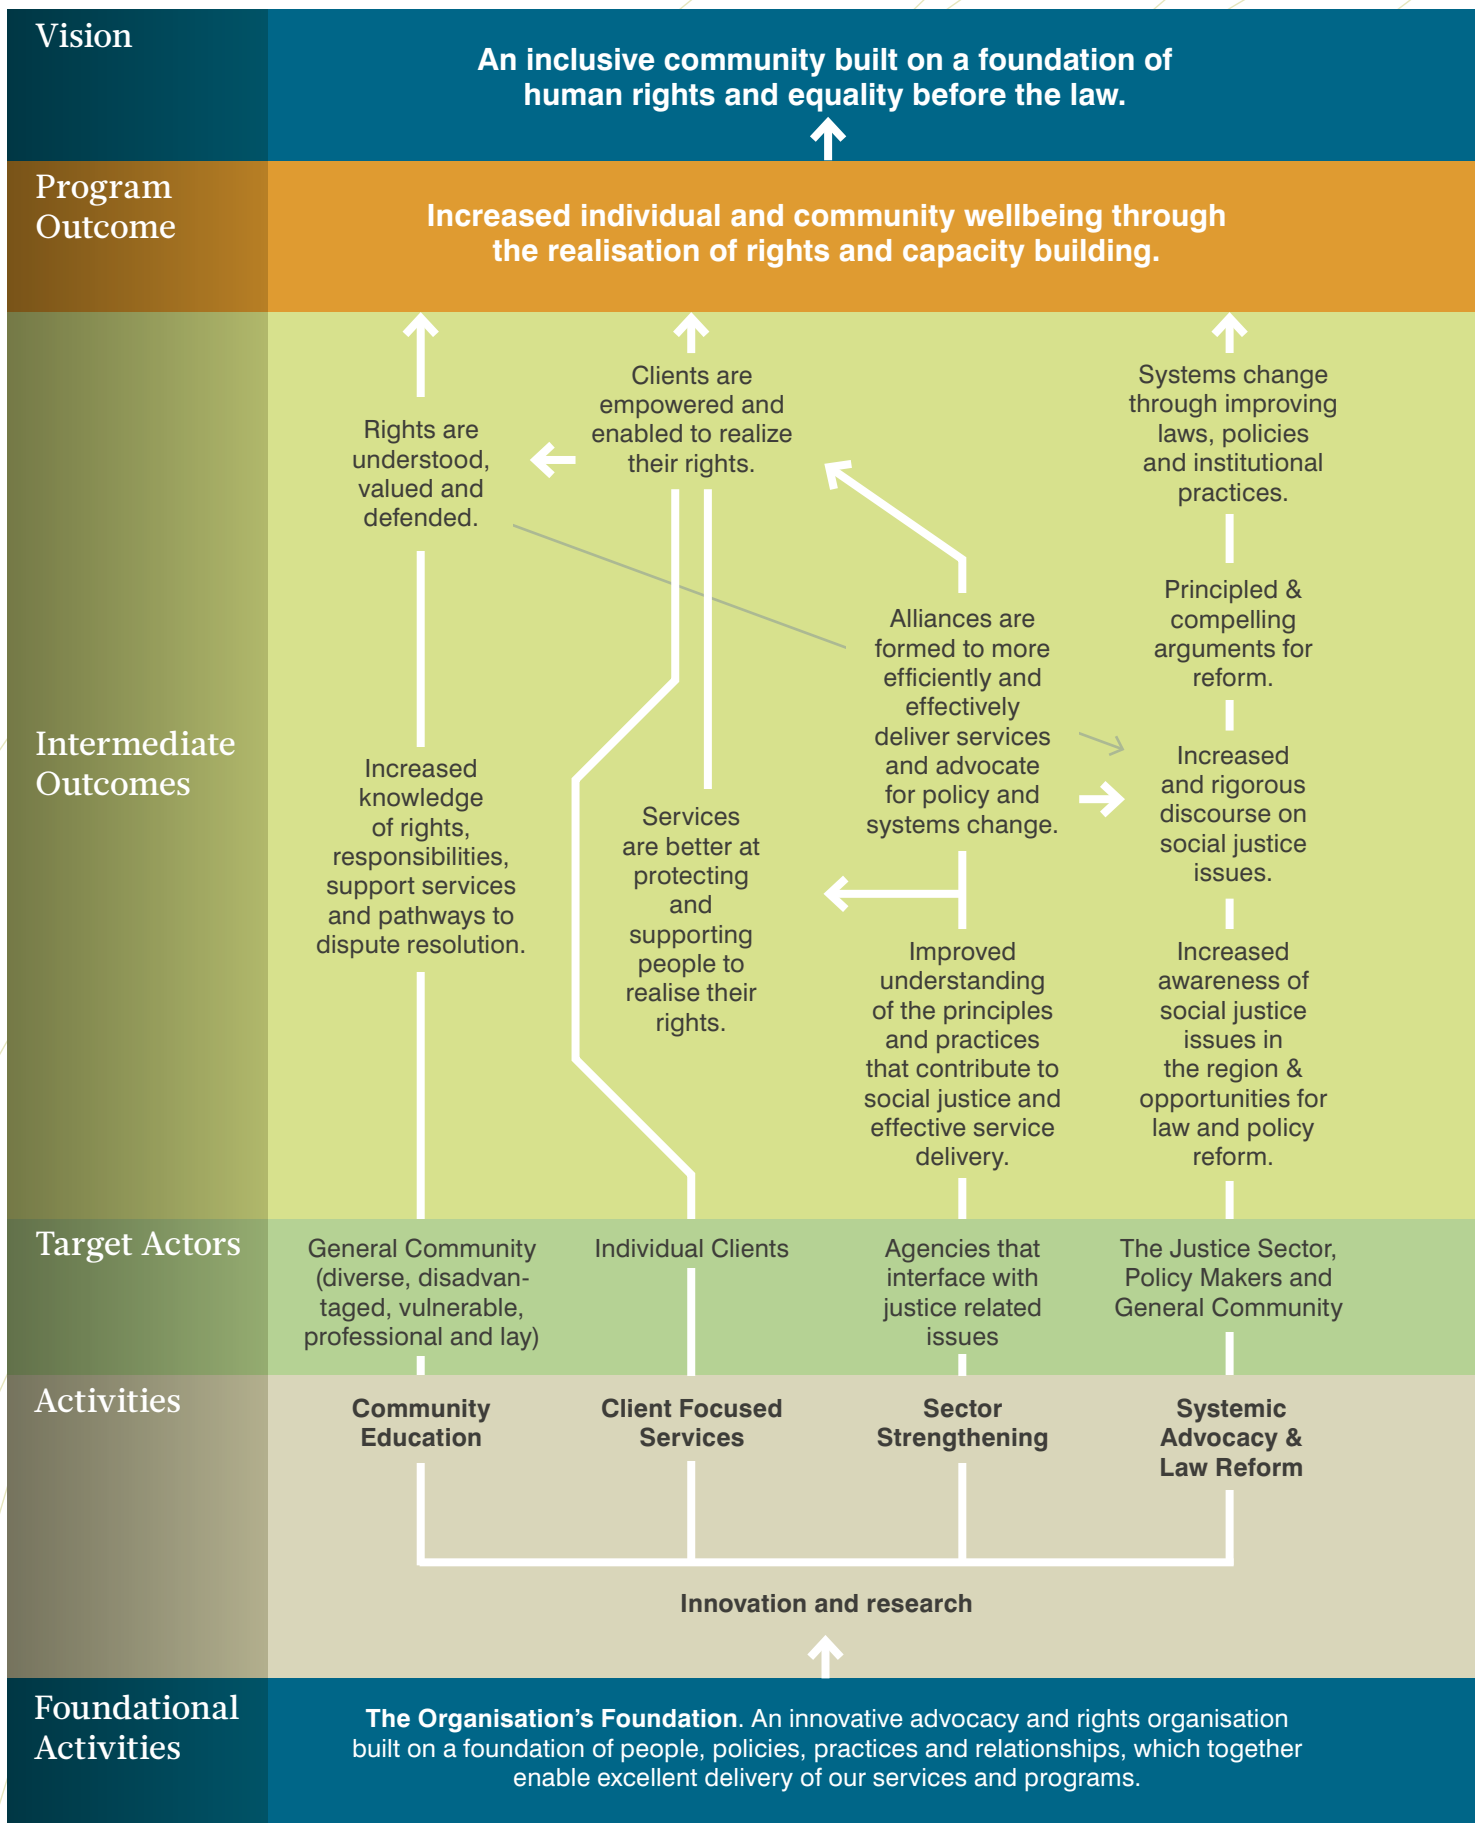 Vision
An inclusive community built on a foundation of
human rights and equality before the law.
Program
Outcome
Increased individual and community wellbeing through
the realisation of rights and capacity building.
Intermediate
Outcomes
Rights are
understood,
valued and
defended.
Increased
knowledge
of rights,
responsibilities,
support services
and pathways to
dispute resolution.
Clients are
empowered and
enabled to realize
their rights.
Services
are better at
protecting
and
supporting
people to
realise their
rights.
Alliances are
formed to more
efficiently and
effectively
deliver services
and advocate
for policy and
systems change.
Improved
understanding
of the principles
and practices
that contribute to
social justice and
effective service
delivery.
Systems change
through improving
laws, policies
and institutional
practices.
Principled &
compelling
arguments for
reform.
Increased
and rigorous
discourse on
social justice
issues.
Increased
awareness of
social justice
issues in
the region &
opportunities for
law and policy
reform.
Target Actors
General Community
(diverse, disadvan-
taged, vulnerable,
professional and lay)
Individual Clients
Agencies that
interface with
justice related
issues
The Justice Sector,
Policy Makers and
General Community
Activities
Community
Education
Client Focused
Services
Sector
Strengthening
Systemic
Advocacy &
Law Reform
Innovation and research
Foundational
Activities
The Organisation’s Foundation. An innovative advocacy and rights organisation
built on a foundation of people, policies, practices and relationships, which together
enable excellent delivery of our services and programs.